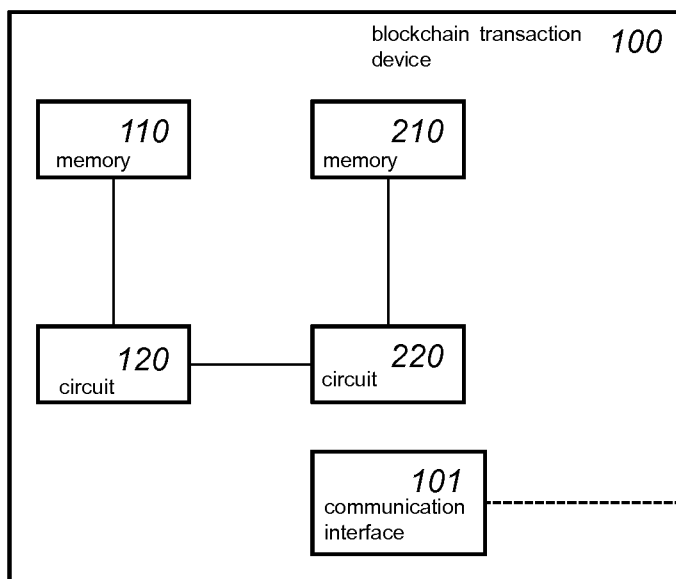 blockchain transaction 100
device
110
memory
210
memory
120
circuit
220
circuit
101
communication
interface